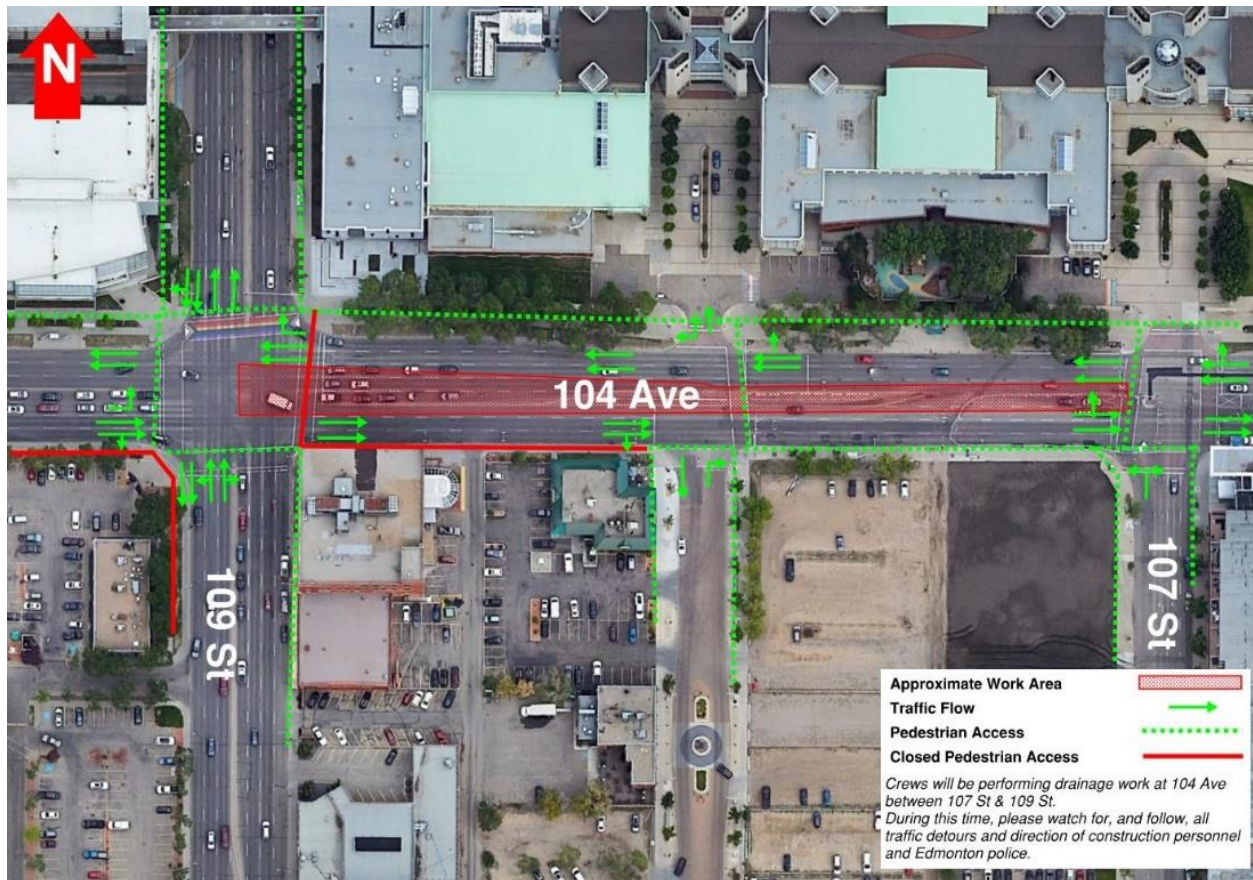 N
104 Ave
109 St
107 St
Approximate Work Area
Traffic Flow
Pedestrian Access
Closed Pedestrian Access
Crews will be performing drainage work at 104 Ave
between 107 St & 109 St.
During this time, please watch for, and follow, all
traffic detours and direction of construction personnel
and Edmonton police.